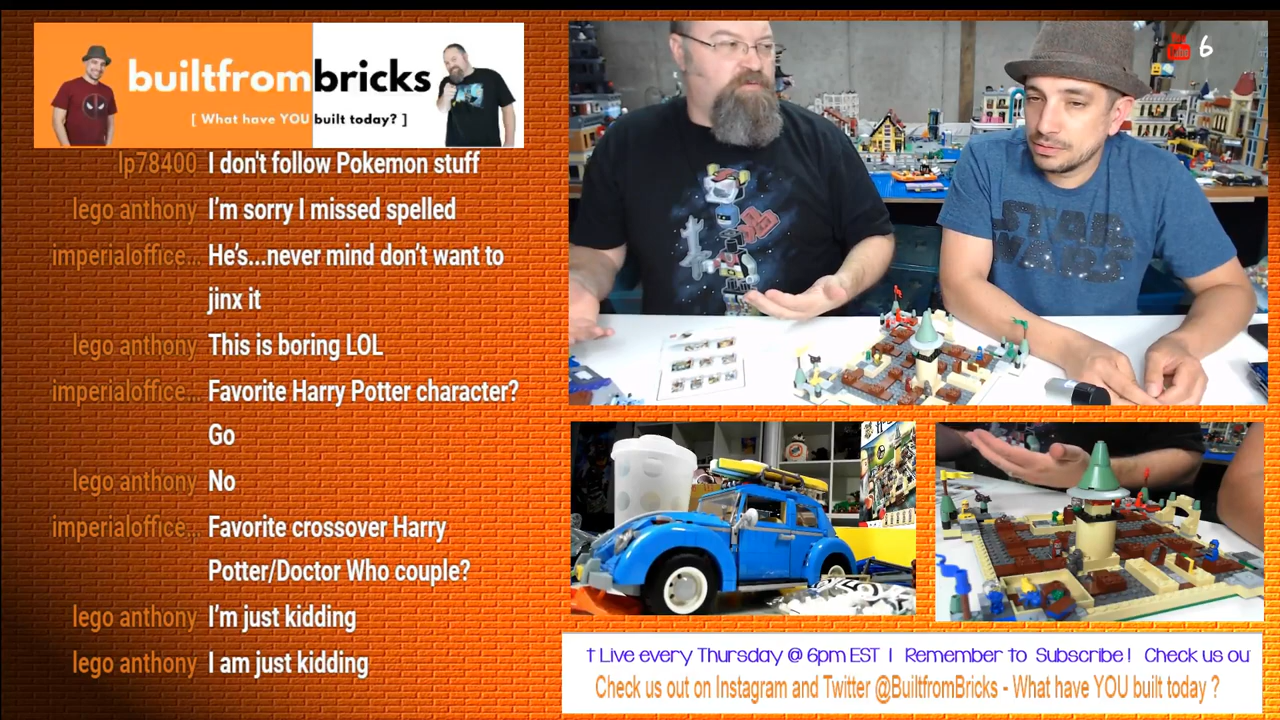 builtfrombricks
[ What have YOU built today? ]
lp78400 I don't follow Pokemon stuff
lego anthony I'm sorry I missed spelled
imperialoffice... He's...never mind don't want to
jinx it
lego anthony This is boring LOL
imperialoffice... Favorite Harry Potter character?
Go
lego anthony No
imperialoffice... Favorite crossover Harry
Potter/Doctor Who couple?
lego anthony I'm just kidding
lego anthony I am just kidding
You Tube 6
STAR
WARS
† Live every Thursday @ 6pm EST | Remember to Subscribe! Check us ou
Check us out on Instagram and Twitter @BuiltfromBricks - What have YOU built today ?